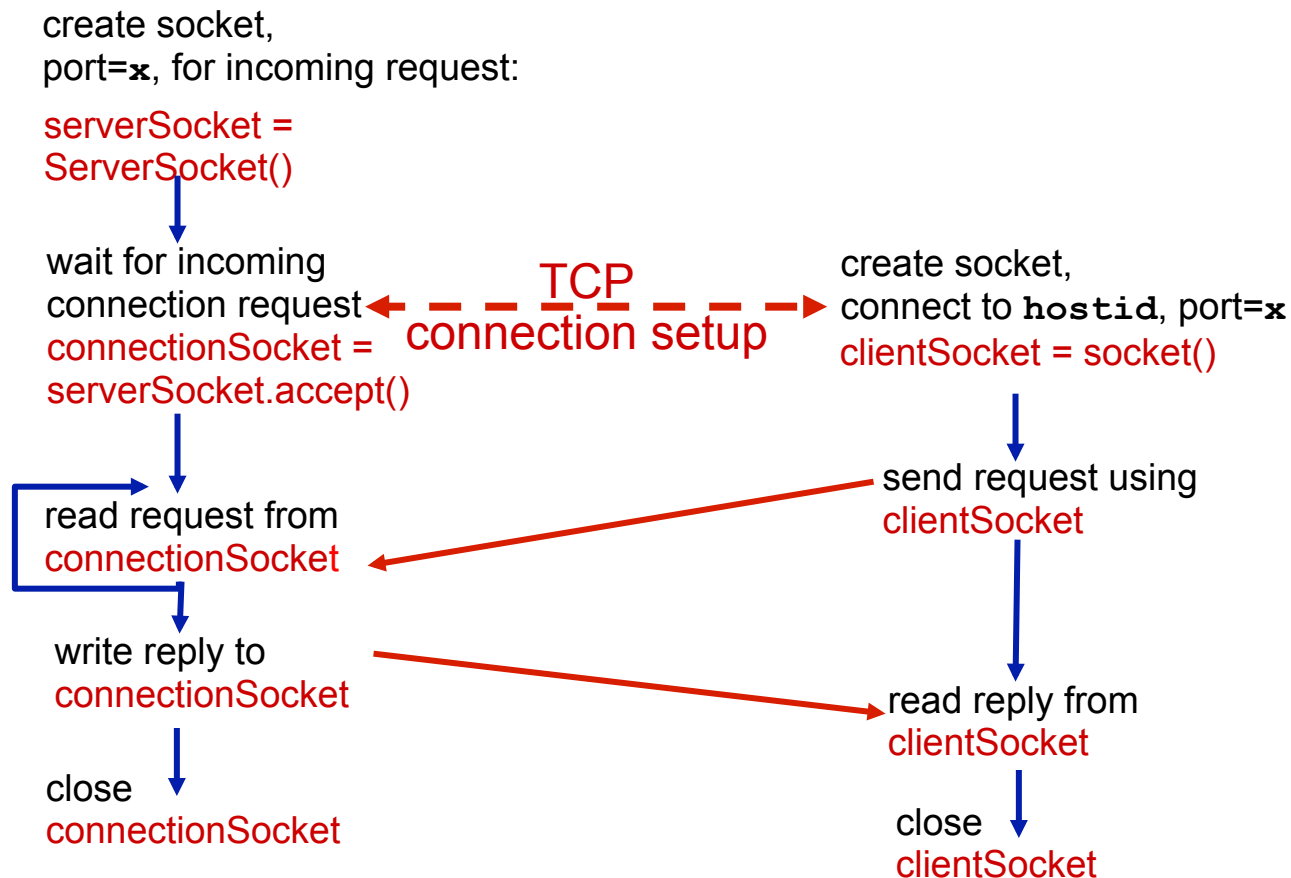 create socket,
port=x, for incoming request:
serverSocket =
ServerSocket()
wait for incoming
connection request
connectionSocket =
serverSocket.accept()
TCP
connection setup
create socket,
connect to hostid, port=x
clientSocket = socket()
send request using
clientSocket
read request from
connectionSocket
write reply to
connectionSocket
read reply from
clientSocket
close
connectionSocket
close
clientSocket